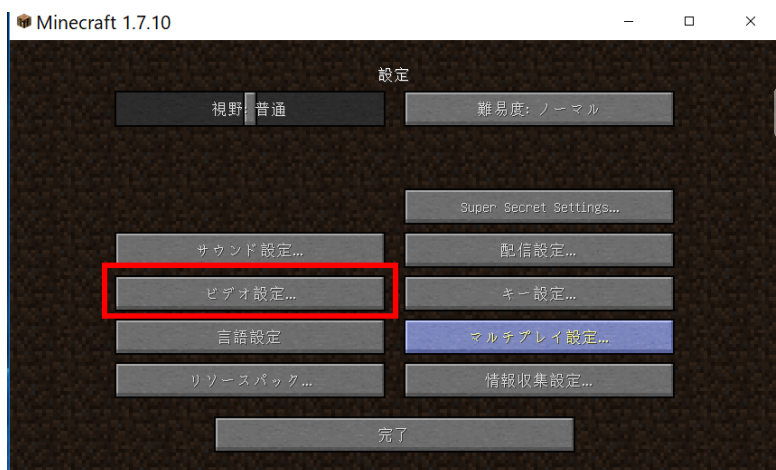 Minecraft 1.7.10
設定
視野: 普通
難易度: ノーマル
Super Secret Settings...
サウンド設定...
配信設定...
ビデオ設定...
キー設定...
言語設定
マルチプレイ設定...
リソースパック...
情報収集設定...
完了